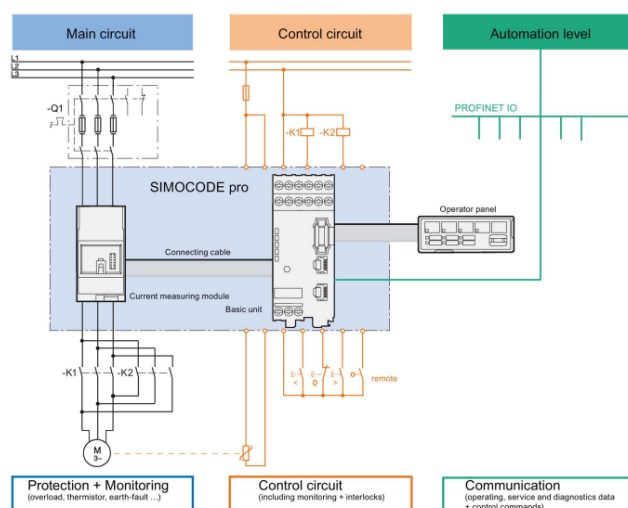 Main circuit
Control circuit
Automation level
L1
L2
L3
PROFINET IO
-Q1
-K1
-K2
SIMOCODE pro
Operator panel
Connecting cable
Current measuring module
Basic unit
-K1
-K2
E
<
E
O
E
>
remote
M
3~
Protection + Monitoring
(overload, thermistor, earth-fault ...)
Control circuit
(including monitoring + interlocks)
Communication
(operating, service and diagnostics data
+ control commands)